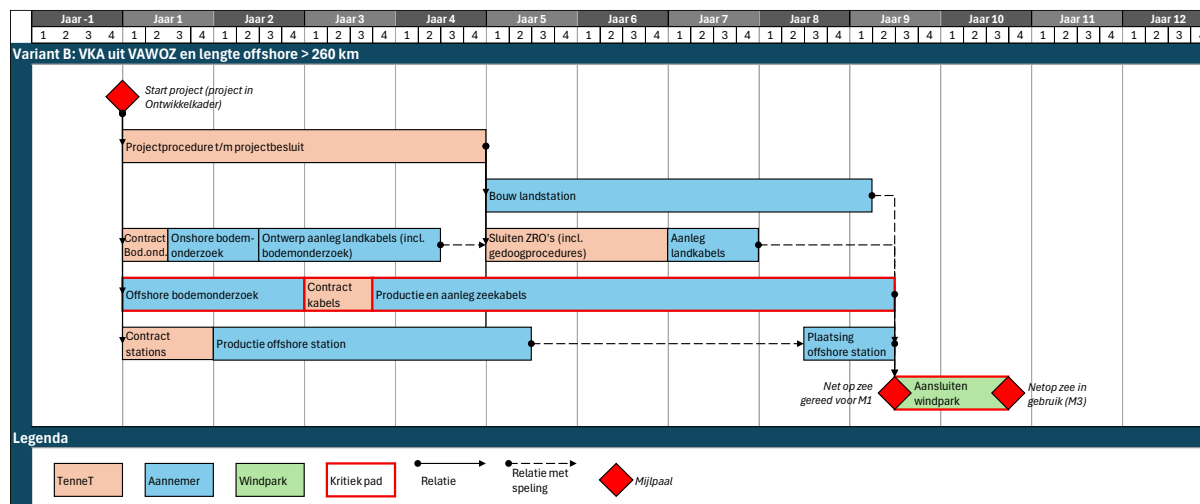 Jaar -1 Jaar 1 Jaar 2 Jaar 3 Jaar 4 Jaar 5 Jaar 6 Jaar 7 Jaar 8 Jaar 9 Jaar 10 Jaar 11 Jaar 12
1 2 3 4 1 2 3 4 1 2 3 4 1 2 3 4 1 2 3 4 1 2 3 4 1 2 3 4 1 2 3 4 1 2 3 4 1 2 3 4 1 2 3 4 1 2 3 4 1 2 3 4
Variant B: VKA uit VAWOZ en lengte offshore > 260 km
Start project (project in
Ontwikkelkader)
Projectprocedure t/m projectbesluit
Bouw landstation
Contract
Bod.ond.
Onshore bodem-
onderzoek
Ontwerp aanleg landkabels (incl.
bodemonderzoek)
Sluiten ZRO's (incl.
gedoogprocedures)
Aanleg
landkabels
Offshore bodemonderzoek
Contract
kabels
Productie en aanleg zeekabels
Contract
stations
Productie offshore station
Plaatsing
offshore station
Net op zee
gereed voor M1
Aansluiten
windpark
Net op zee in
gebruik (M3)
Legenda
TenneT
Aannemer
Windpark
Kritiek pad
Relatie
Relatie met
speling
Mijlpaal